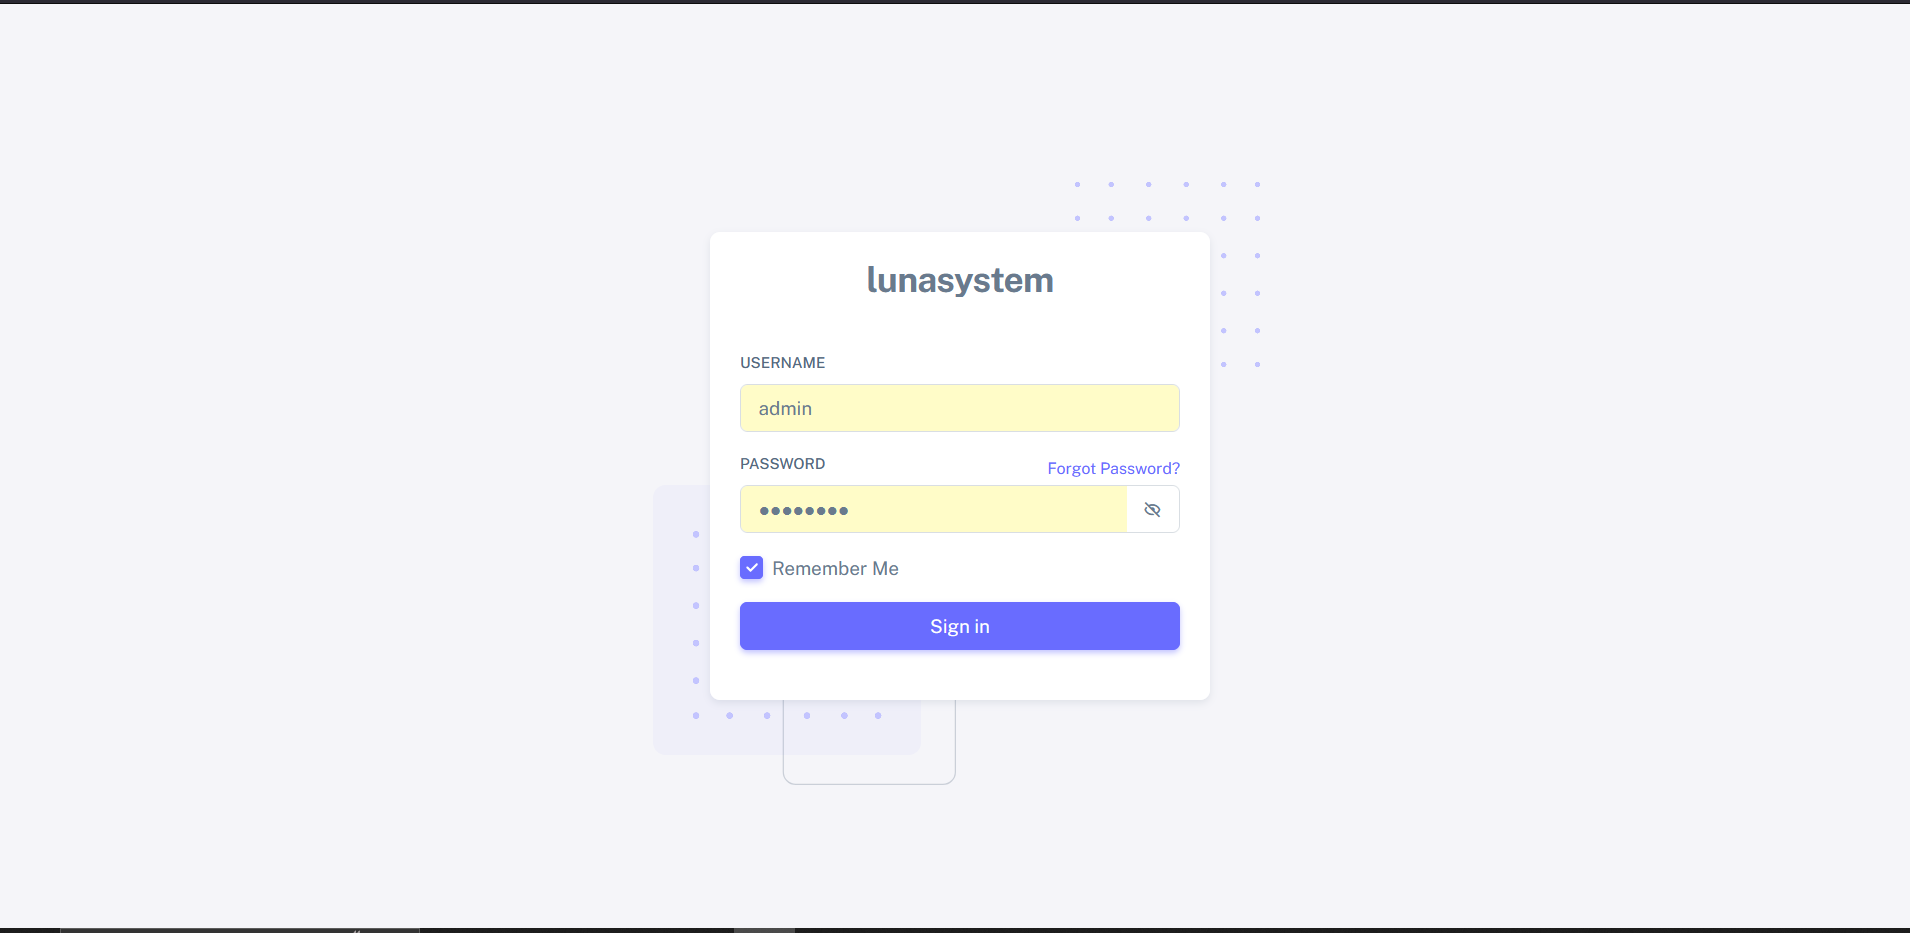 lunasystem
USERNAME
admin
PASSWORD
Forgot Password?
••••••••
Remember Me
Sign in